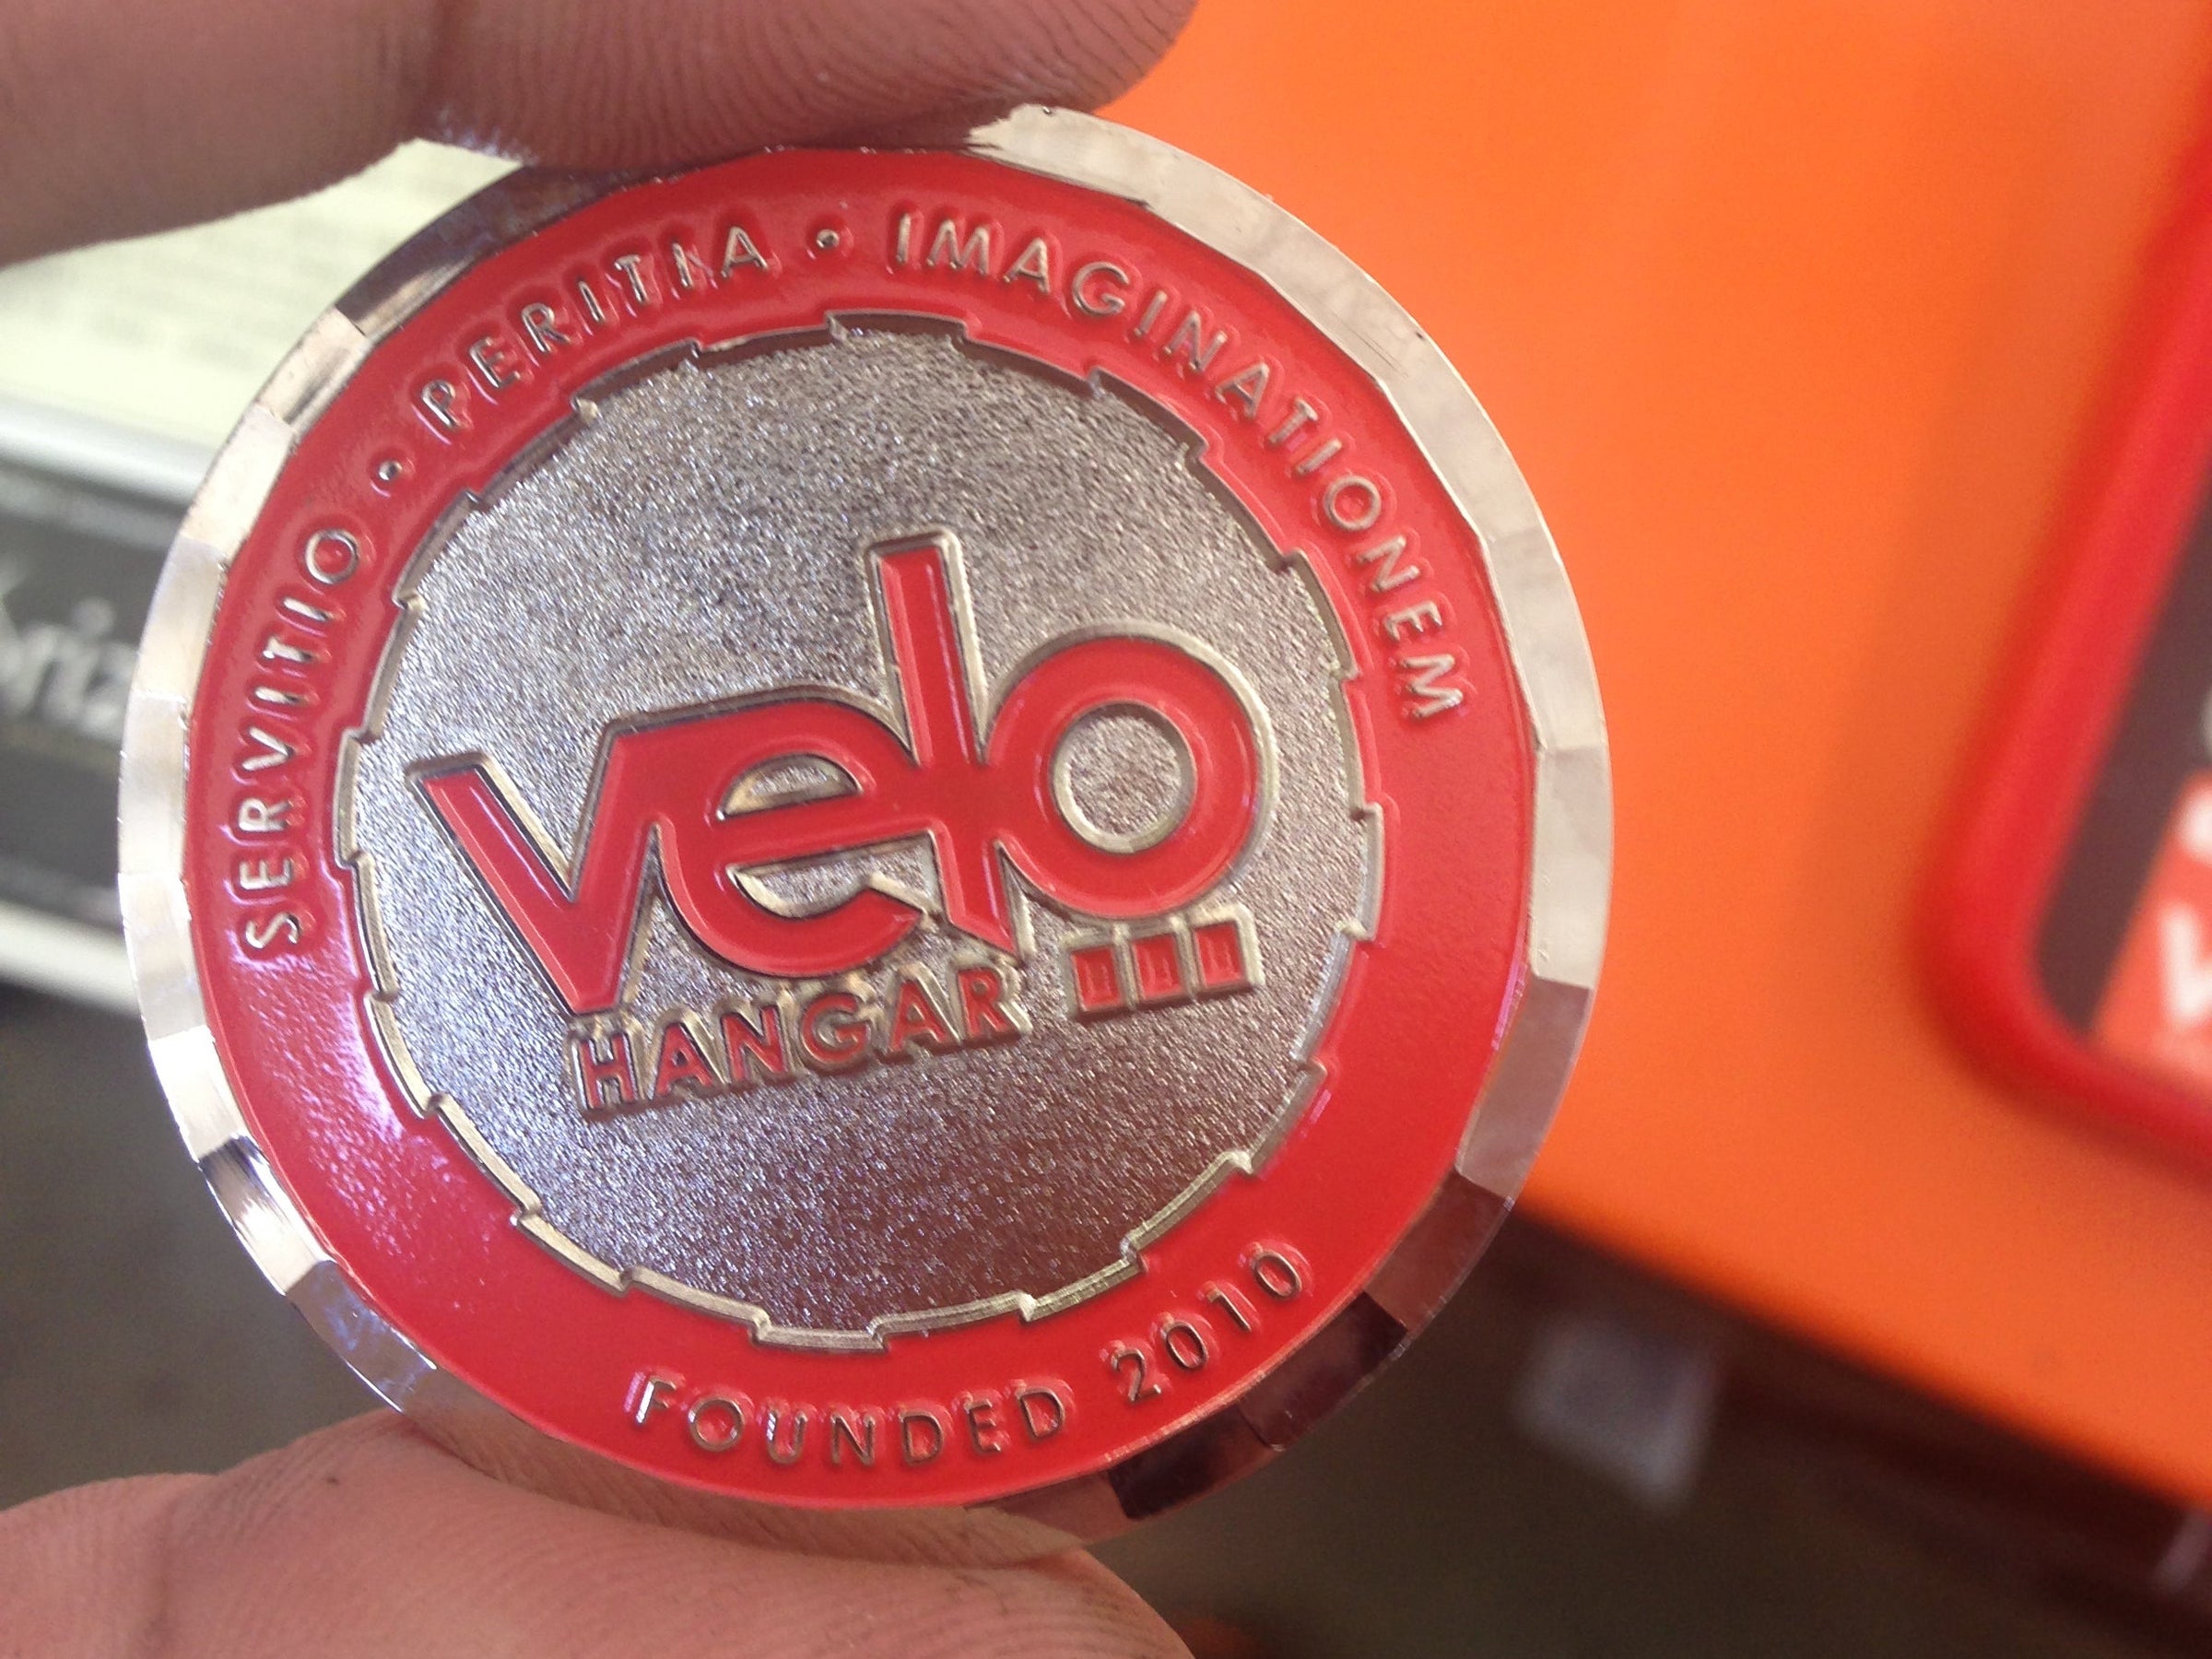 SERVITIO • PERITIA • IMAGINATIONEM
velo
HANGAR
FOUNDED 2010